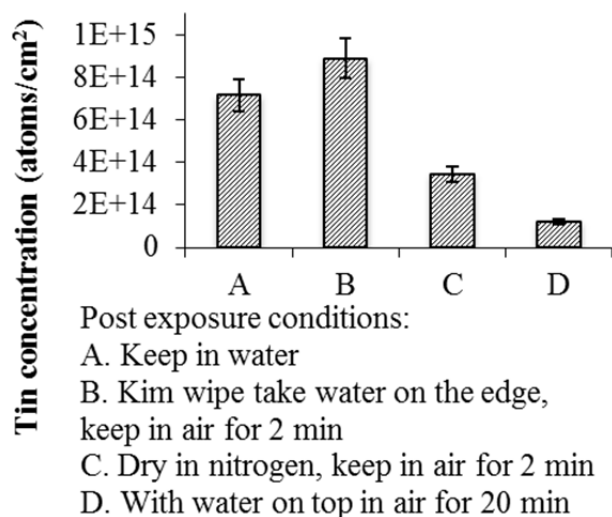 Tin concentration (atoms/cm²)
1E+15
8E+14
6E+14
4E+14
2E+14
0
A B C D
Post exposure conditions:
A. Keep in water
B. Kim wipe take water on the edge,
keep in air for 2 min
C. Dry in nitrogen, keep in air for 2 min
D. With water on top in air for 20 min